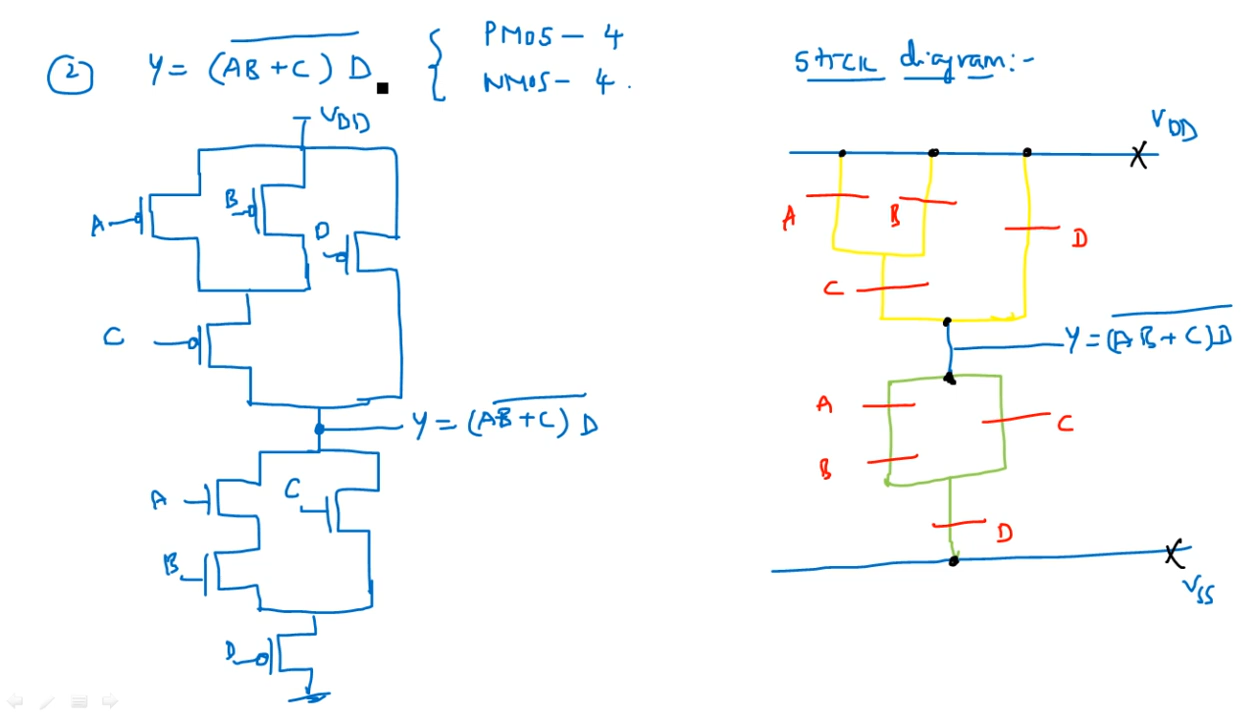 (2) Y = (AB + C) D
{ PMOS - 4
{ NMOS - 4 .
VDD
A
B
D
C
Y = (AB + C) D
A
C
B
D
Stick diagram:-
VDD
A
B
D
C
Y = (AB + C) D
A
C
B
D
VSS